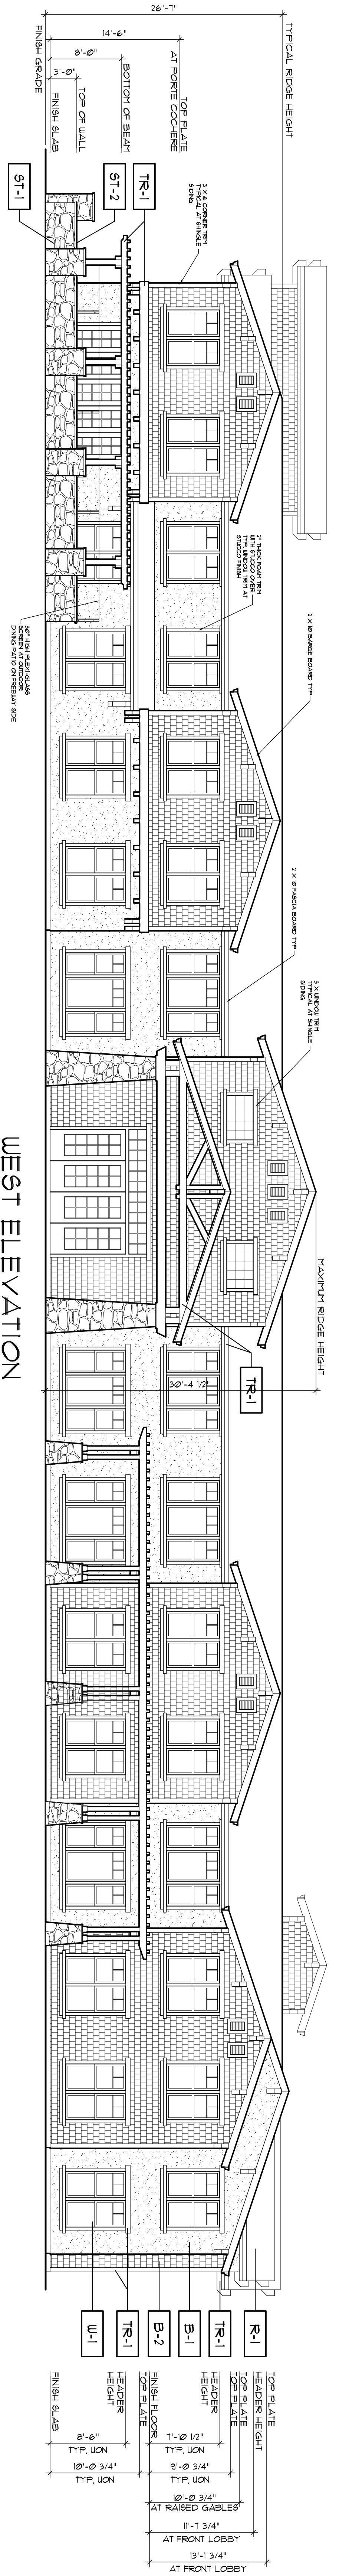 26'-7"
14'-6"
8'-0"
3'-0"
TYPICAL RIDGE HEIGHT
TOP PLATE
AT PORTE COCHERE
BOTTOM OF BEAM
TOP OF WALL
FINISH SLAB
FINISH GRADE
TR-1
ST-2
ST-1
3 X 6 CORNER TRIM
TYPICAL AT SHINGLE
SIDING
2" THICK FOAM TRIM
WITH STUCCO OVER
TYP. WINDOW TRIM AT
STUCCO FINISH
30" HIGH PLEXI-GLASS
SCREEN AT OUTDOOR
DINING PATIO ON FREEWAY SIDE
2 X 10 BARGE BOARD TYP
2 X 10 FASCIA BOARD TYP
3 X WINDOW TRIM
TYPICAL AT SHINGLE
SIDING
MAXIMUM RIDGE HEIGHT
TR-1
30'-4 1/2"
WEST ELEVATION
R-1
TR-1
B-1
B-2
TR-1
W-1
TOP PLATE
HEADER HEIGHT
TOP PLATE
TOP PLATE
HEADER
HEIGHT
FINISH FLOOR
TOP PLATE
HEADER
HEIGHT
FINISH SLAB
8'-6"
TYP, UON
10'-0 3/4"
TYP, UON
7'-10 1/2"
TYP, UON
9'-0 3/4"
TYP, UON
10'-0 3/4"
AT RAISED GABLES
11'-7 3/4"
AT FRONT LOBBY
13'-1 3/4"
AT FRONT LOBBY